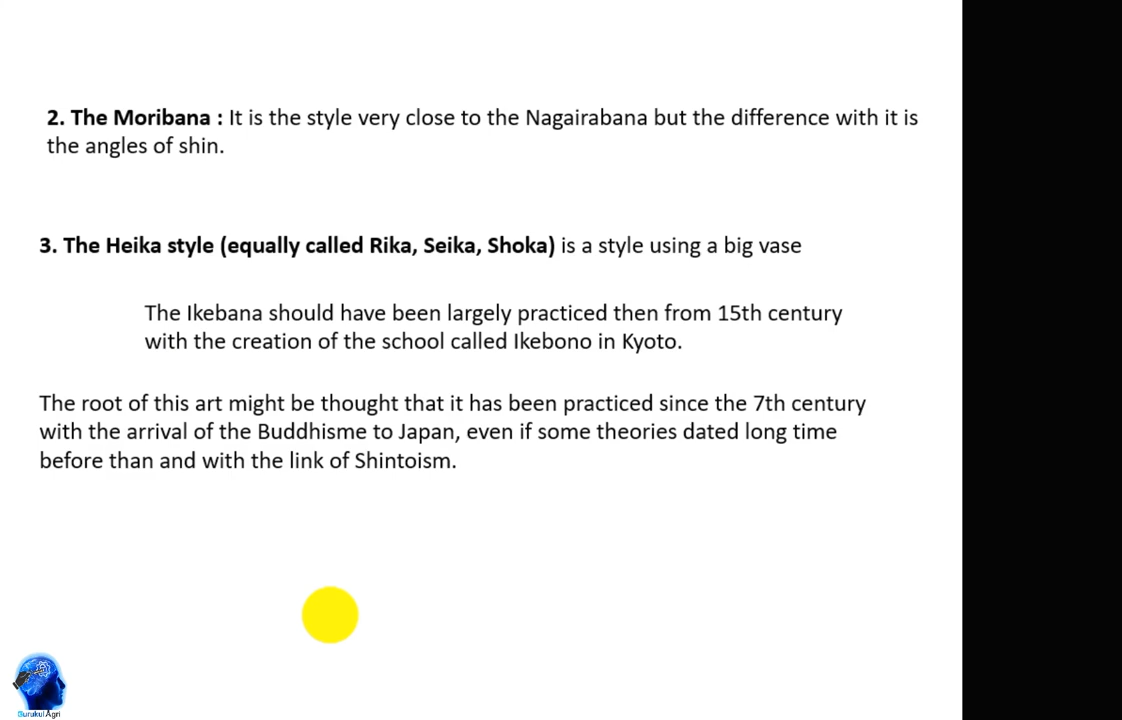 2. The Moribana : It is the style very close to the Nagairabana but the difference with it is
the angles of shin.
3. The Heika style (equally called Rika, Seika, Shoka) is a style using a big vase
The Ikebana should have been largely practiced then from 15th century
with the creation of the school called Ikebono in Kyoto.
The root of this art might be thought that it has been practiced since the 7th century
with the arrival of the Buddhisme to Japan, even if some theories dated long time
before than and with the link of Shintoism.
Gurukul Agri